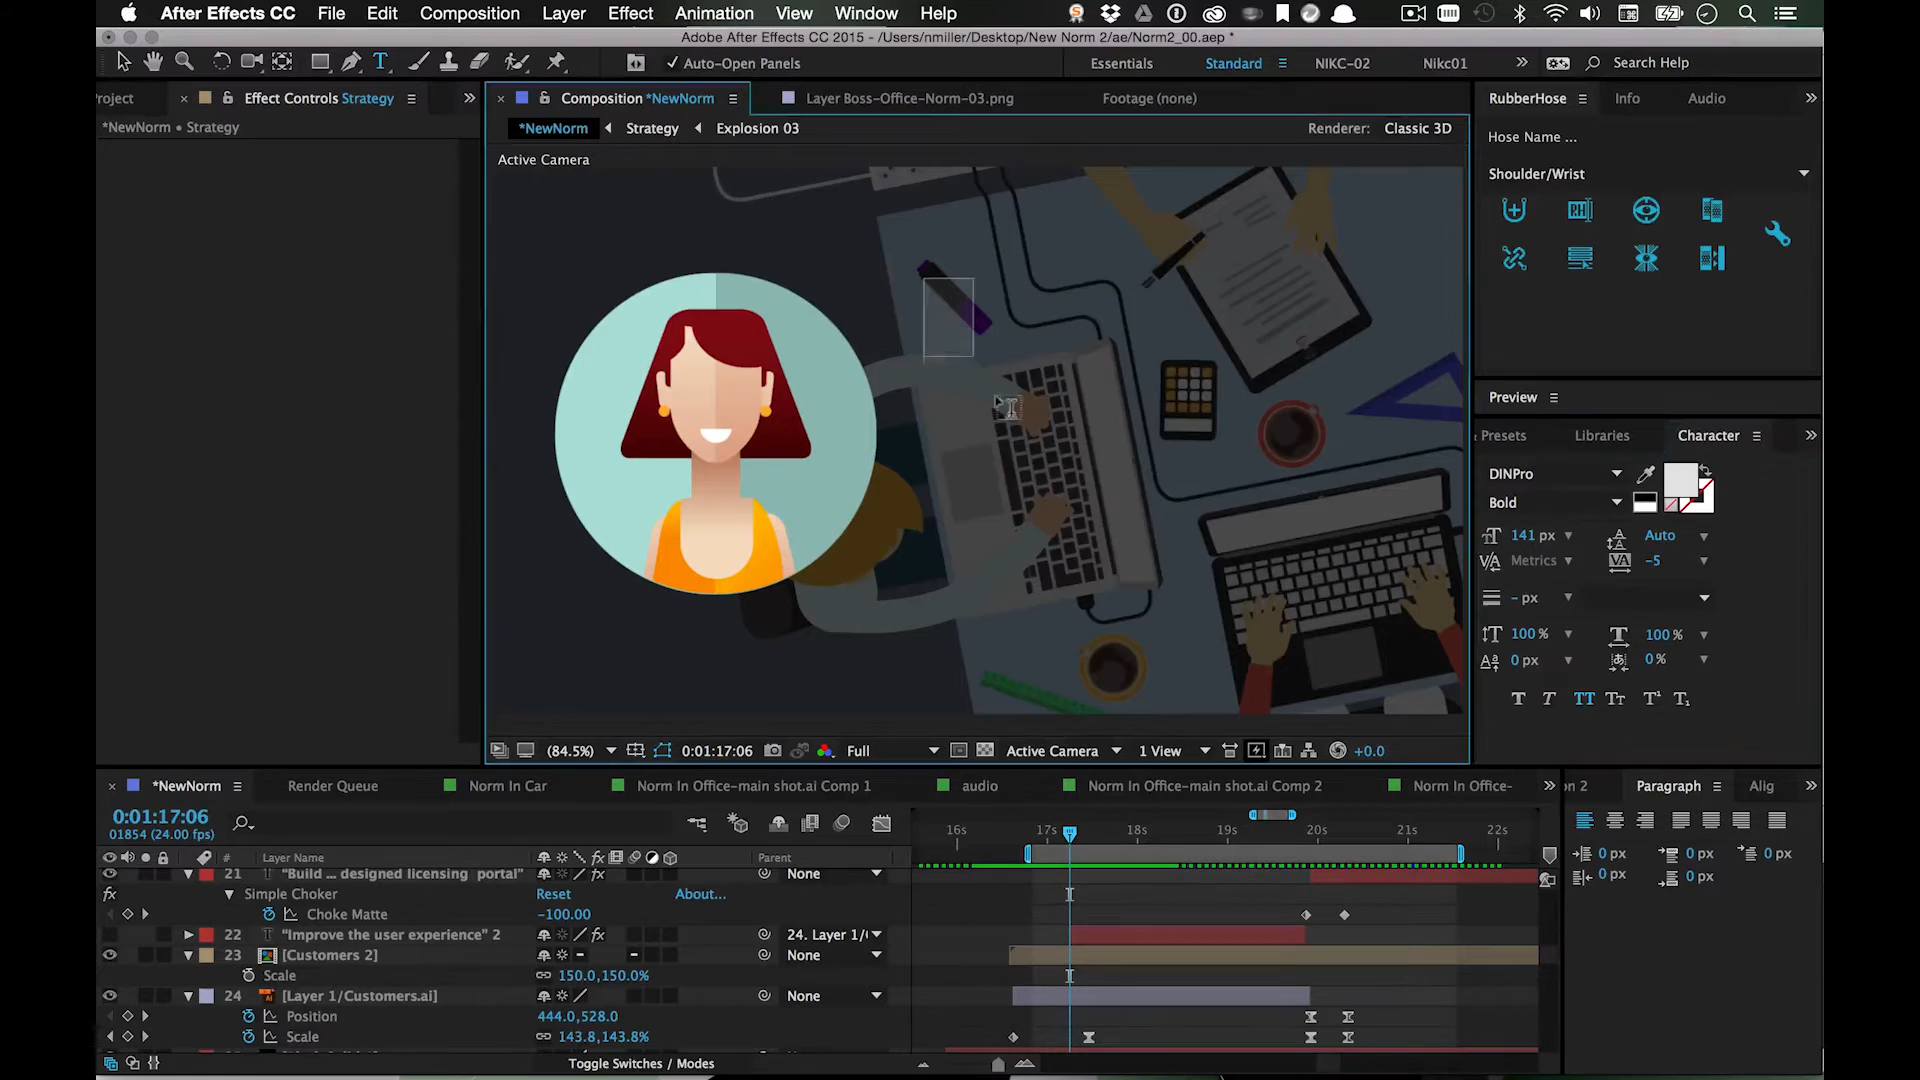 After Effects CC File Edit Composition Layer Effect Animation View Window Help
Adobe After Effects CC 2015 - /Users/nmiller/Desktop/New Norm 2/ae/Norm2_00.aep *
Auto-Open Panels Essentials Standard NIKC-02 Nikc01 Search Help
roject Effect Controls Strategy Composition *NewNorm Layer Boss-Office-Norm-03.png Footage (none) RubberHose Info Audio
*NewNorm • Strategy *NewNorm Strategy Explosion 03 Renderer: Classic 3D Hose Name ...
Active Camera
Shoulder/Wrist
Preview
Presets Libraries Character
DINPro
Bold
141 px Auto
Metrics -5
- px
100 % 100 %
0 px 0 %
(84.5%) 0:01:17:06 Full Active Camera 1 View +0.0
*NewNorm Render Queue Norm In Car Norm In Office-main shot.ai Comp 1 audio Norm In Office-main shot.ai Comp 2 Norm In Office- on 2 Paragraph Alig
0:01:17:06
01854 (24.00 fps) 16s 17s 18s 19s 20s 21s 22s
# Layer Name Parent 0 px 0 px 0 px
21 "Build ... designed licensing portal" None 0 px 0 px
Simple Choker Reset About...
Choke Matte -100.00
22 "Improve the user experience" 2 24. Layer 1/
23 [Customers 2] None
Scale 150.0,150.0%
24 [Layer 1/Customers.ai] None
Position 444.0,528.0
Scale 143.8,143.8%
Toggle Switches / Modes